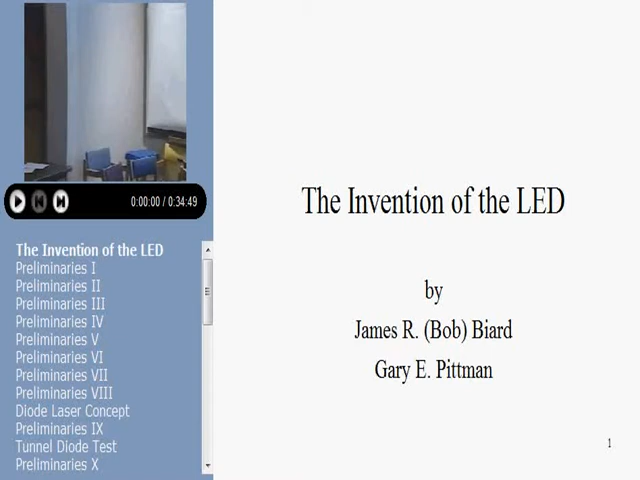 0:00:00 / 0:34:49
The Invention of the LED
Preliminaries I
Preliminaries II
Preliminaries III
Preliminaries IV
Preliminaries V
Preliminaries VI
Preliminaries VII
Preliminaries VIII
Diode Laser Concept
Preliminaries IX
Tunnel Diode Test
Preliminaries X
The Invention of the LED
by
James R. (Bob) Biard
Gary E. Pittman
1